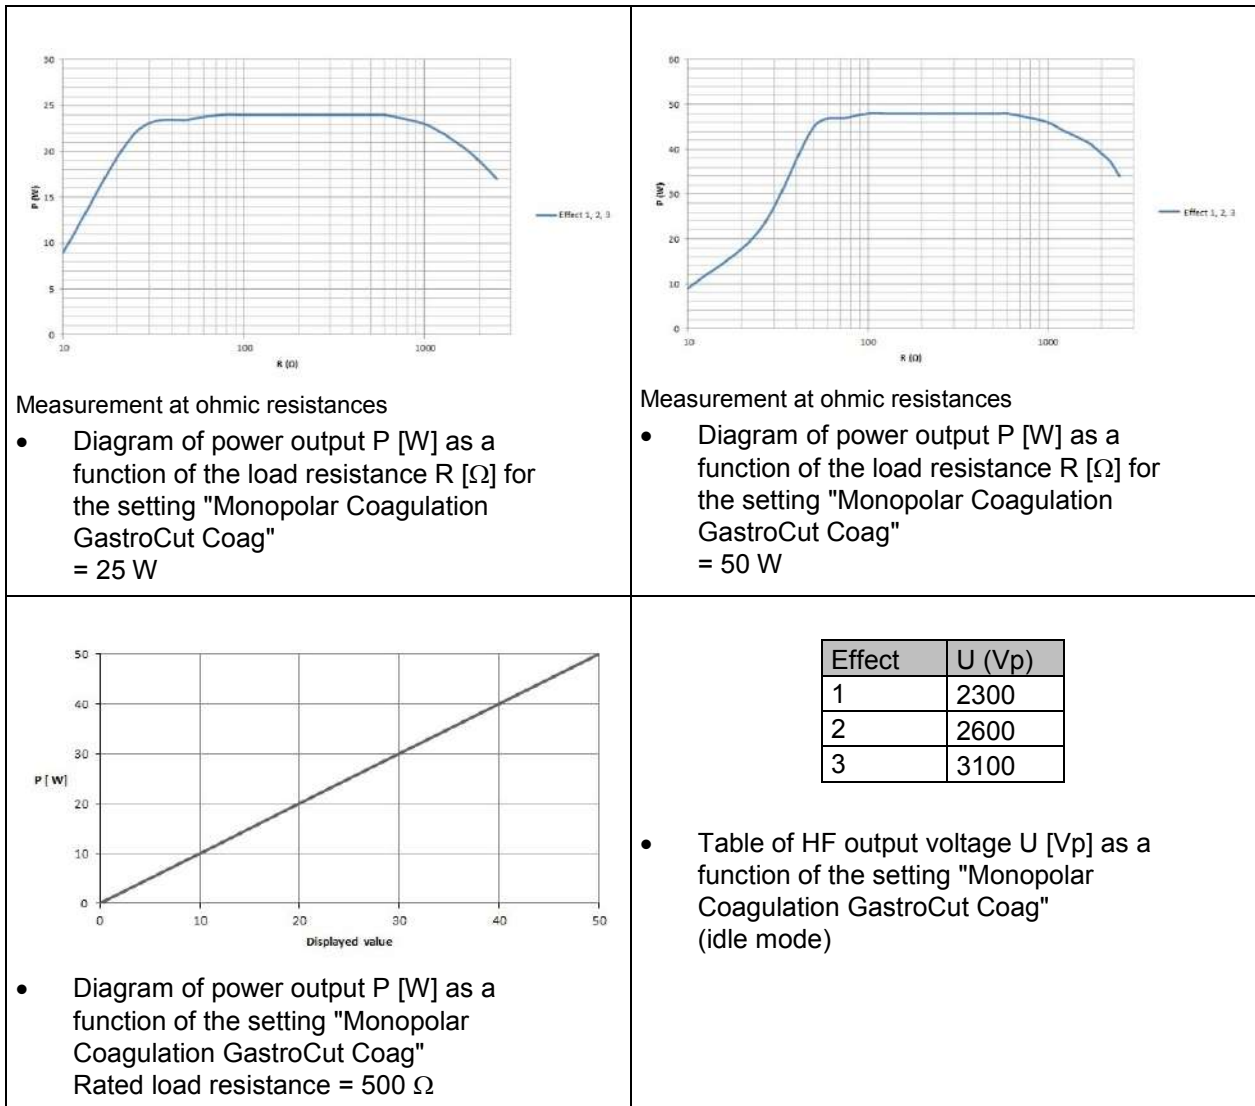 30
25
20
15
10
5
0
P (W)
10
100
1000
R (Ω)
Effect 1, 2, 3
Measurement at ohmic resistances
• Diagram of power output P [W] as a
function of the load resistance R [Ω] for
the setting "Monopolar Coagulation
GastroCut Coag"
= 25 W
60
50
40
30
20
10
0
P (W)
10
100
1000
R (Ω)
Effect 1, 2, 3
Measurement at ohmic resistances
• Diagram of power output P [W] as a
function of the load resistance R [Ω] for
the setting "Monopolar Coagulation
GastroCut Coag"
= 50 W
50
40
30
20
10
0
P [ W]
0 10 20 30 40 50
Displayed value
• Diagram of power output P [W] as a
function of the setting "Monopolar
Coagulation GastroCut Coag"
Rated load resistance = 500 Ω
Effect U (Vp)
1 2300
2 2600
3 3100
• Table of HF output voltage U [Vp] as a
function of the setting "Monopolar
Coagulation GastroCut Coag"
(idle mode)